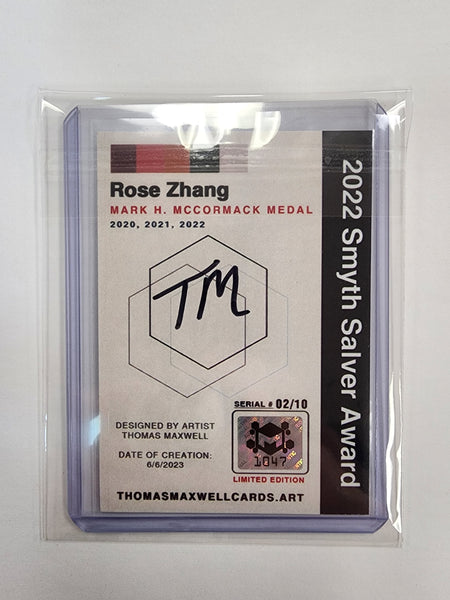 Rose Zhang
MARK H. MCCORMACK MEDAL
2020, 2021, 2022
2022 Smyth Salver Award
TM
SERIAL # 02/10
DESIGNED BY ARTIST
THOMAS MAXWELL
DATE OF CREATION:
6/6/2023
1047
LIMITED EDITION
THOMASMAXWELLCARDS.ART